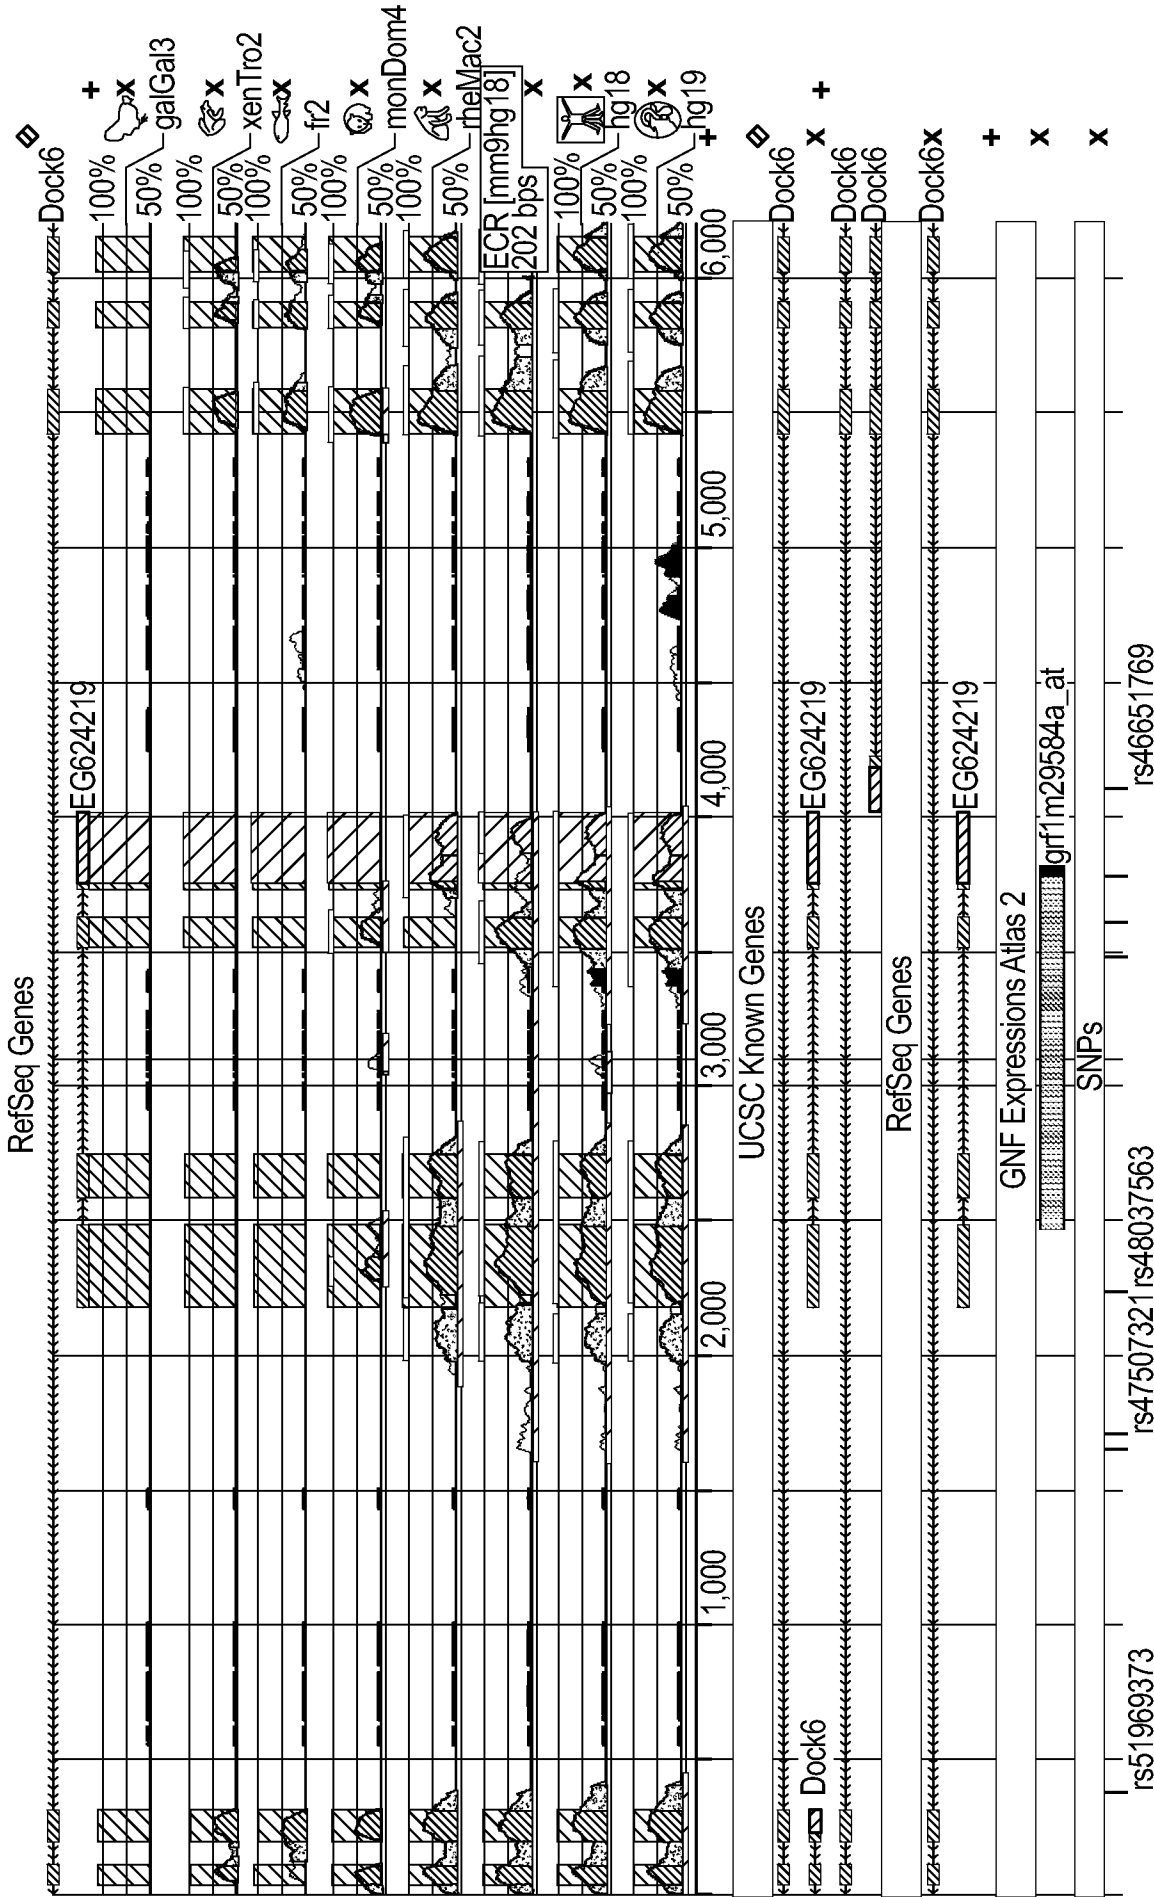 RefSeq Genes
Dock6
EG624219
+
100%
x
galGal3
50%
100%
x
xenTro2
50%
100%
x
fr2
50%
100%
x
monDom4
50%
100%
x
rheMac2
50%
ECR [mm9hg18]
202 bps
x
100%
x
hg18
50%
100%
x
hg19
50%
+
1,000
2,000
3,000
4,000
5,000
6,000
UCSC Known Genes
Dock6
x
+
Dock6
EG624219
Dock6
Dock6
RefSeq Genes
Dock6
x
EG624219
+
GNF Expressions Atlas 2
x
grf1m29584a_at
SNPs
x
rs51969373
rs47507321
rs48037563
rs46651769